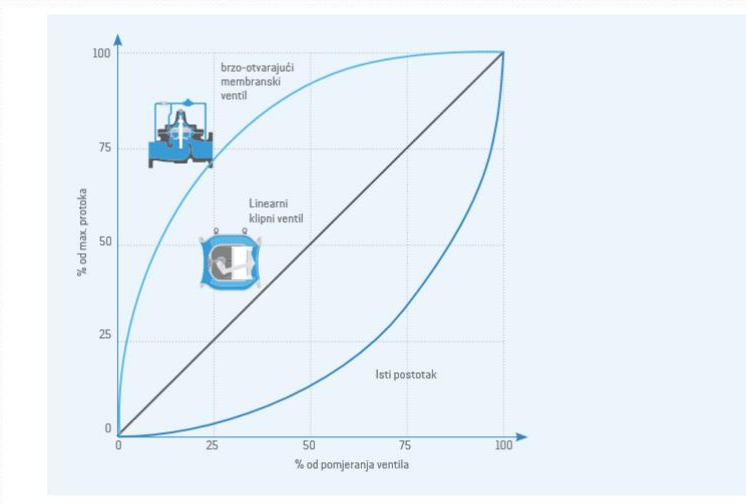 100
brzo-otvarajući
membranski
ventil
75
% od max. protoka
Linearni
klipni ventil
50
25
Isti postotak
0
0 25 50 75 100
% od pomjeranja ventila